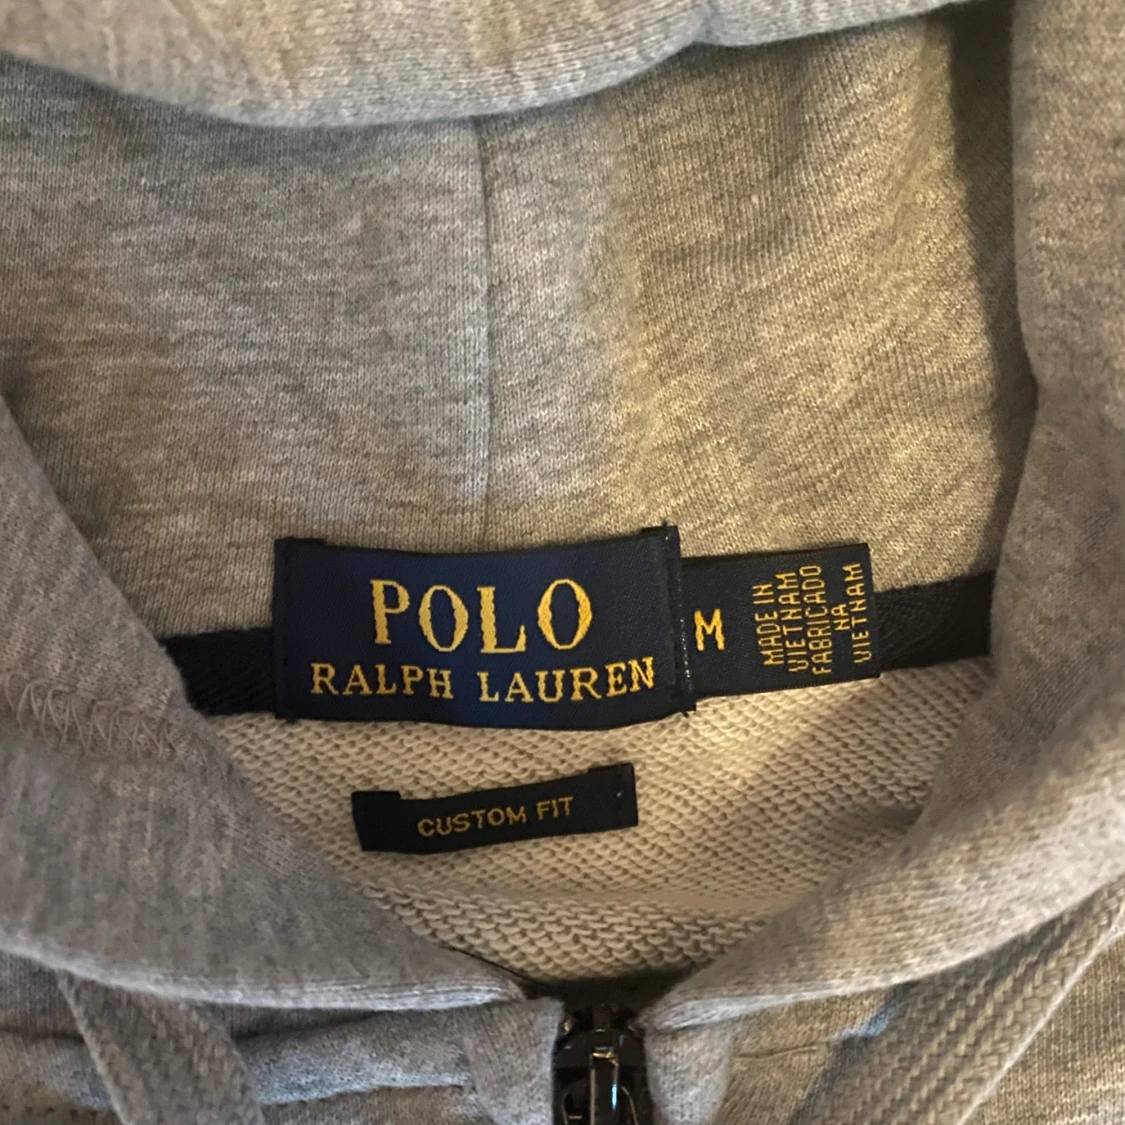 POLO
RALPH LAUREN
M
MADE IN
VIETNAM
FABRICADO
NA
VIETNAM
CUSTOM FIT